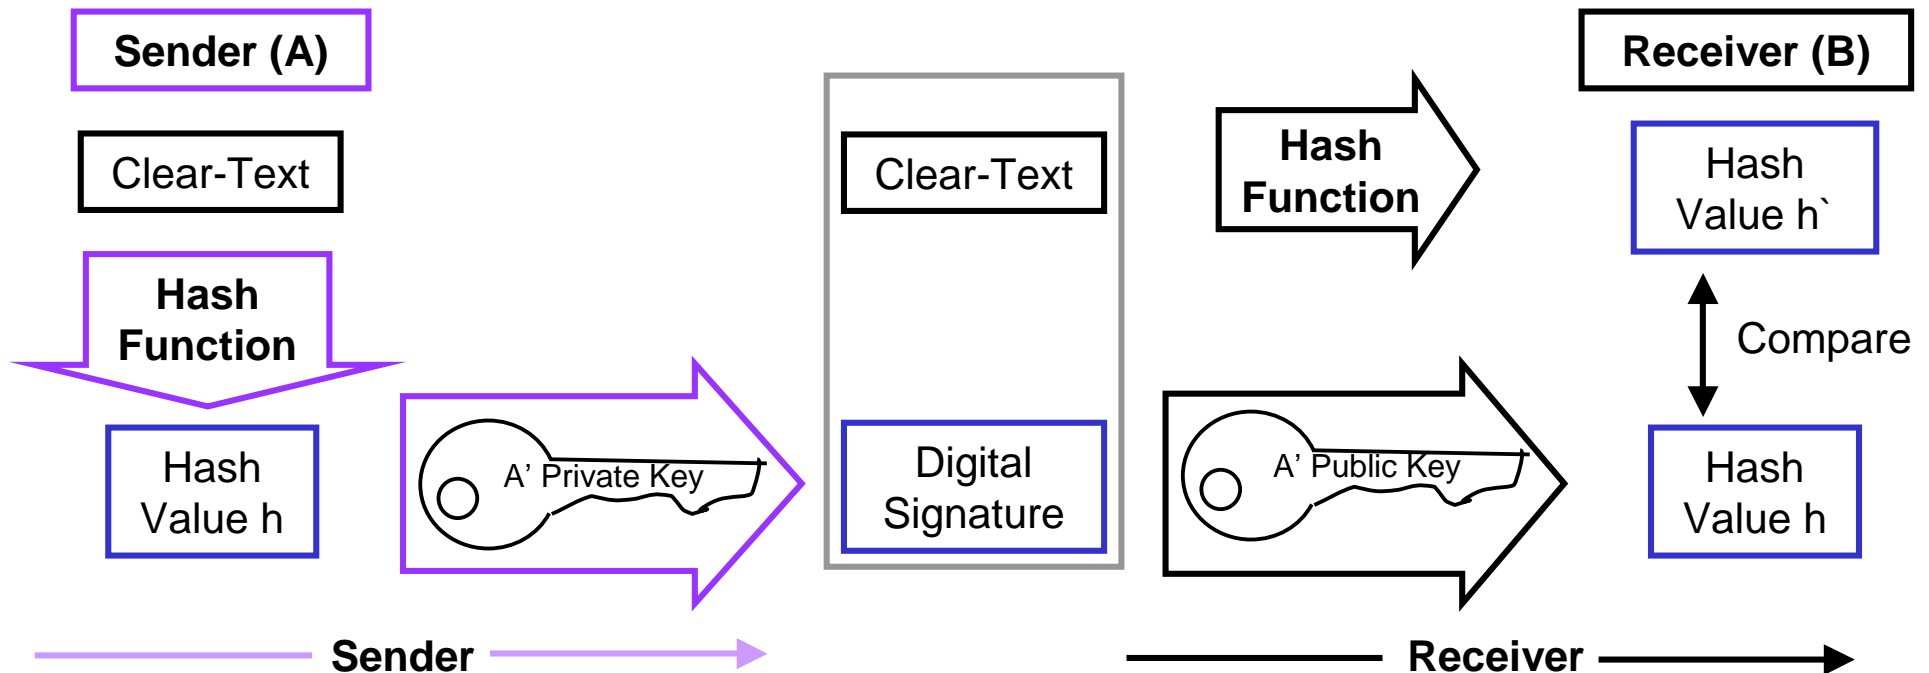 Sender (A)
Clear-Text
Hash
Function
Hash
Value h
A’ Private Key
Clear-Text
Digital
Signature
Hash
Function
A’ Public Key
Receiver (B)
Hash
Value h`
Compare
Hash
Value h
Sender
Receiver